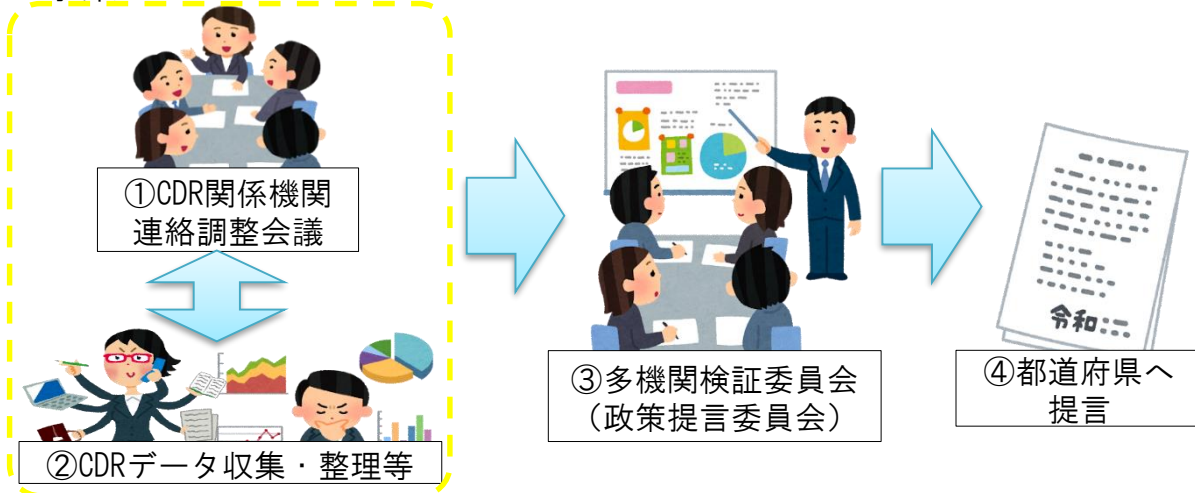 ①CDR関係機関
連絡調整会議
②CDRデータ収集・整理等
③多機関検証委員会
（政策提言委員会）
令和
④都道府県へ
提言